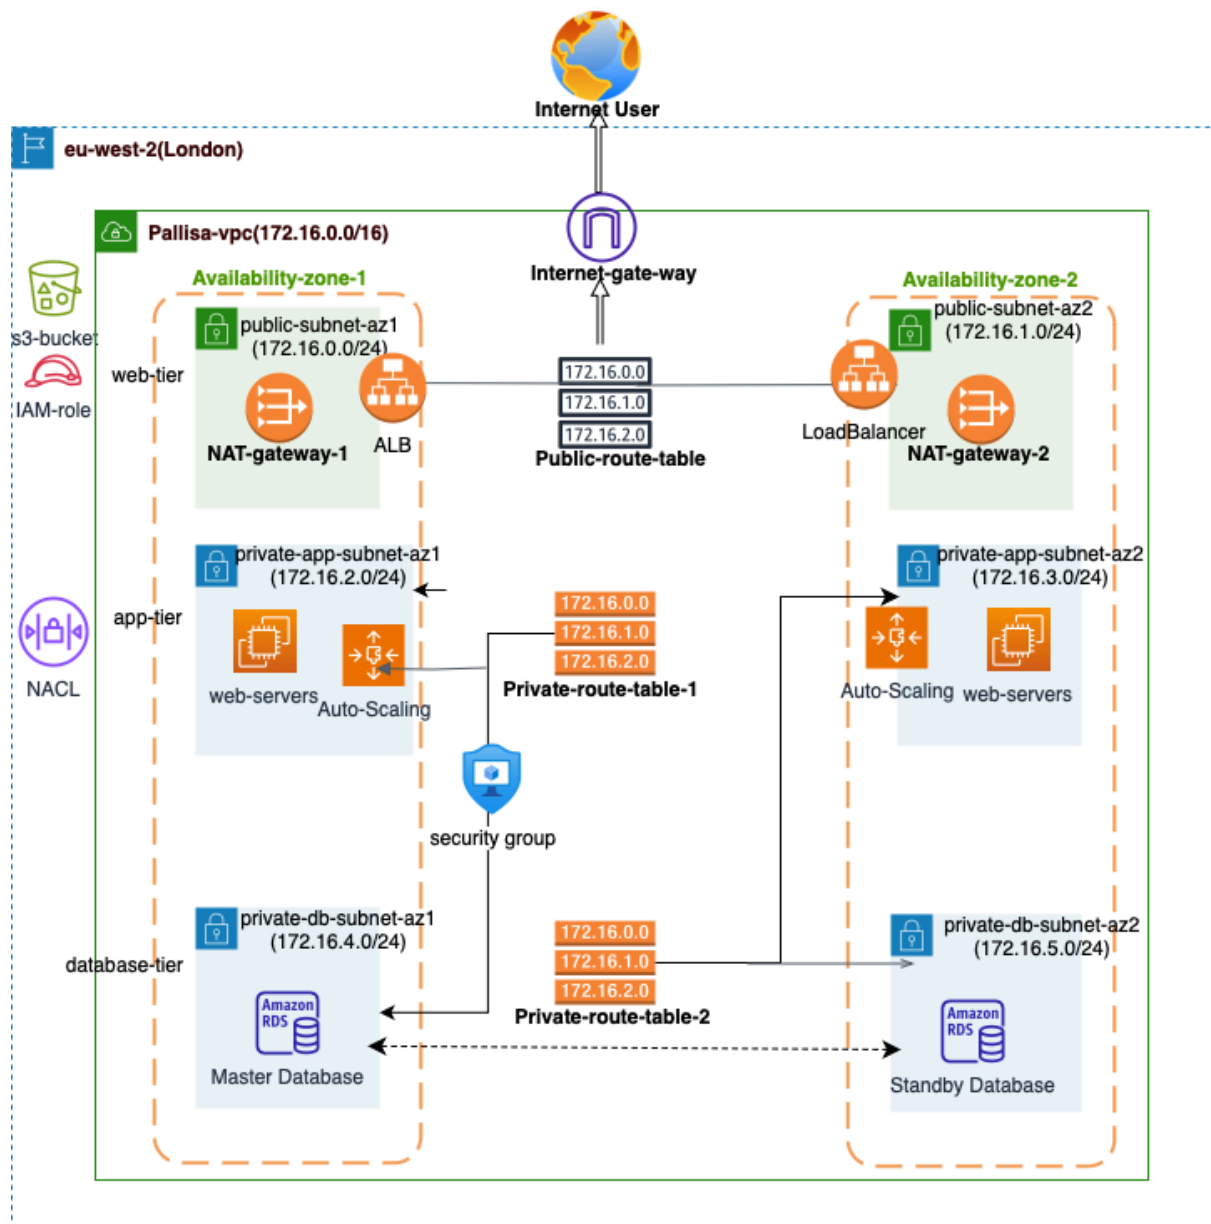 Internet User
eu-west-2(London)
Pallisa-vpc(172.16.0.0/16)
Internet-gate-way
Availability-zone-1
Availability-zone-2
s3-bucket
IAM-role
NACL
web-tier
public-subnet-az1
(172.16.0.0/24)
NAT-gateway-1
ALB
172.16.0.0
172.16.1.0
172.16.2.0
Public-route-table
public-subnet-az2
(172.16.1.0/24)
LoadBalancer
NAT-gateway-2
app-tier
private-app-subnet-az1
(172.16.2.0/24)
web-servers
Auto-Scaling
172.16.0.0
172.16.1.0
172.16.2.0
Private-route-table-1
private-app-subnet-az2
(172.16.3.0/24)
Auto-Scaling
web-servers
security group
database-tier
private-db-subnet-az1
(172.16.4.0/24)
Amazon
RDS
Master Database
172.16.0.0
172.16.1.0
172.16.2.0
Private-route-table-2
private-db-subnet-az2
(172.16.5.0/24)
Amazon
RDS
Standby Database